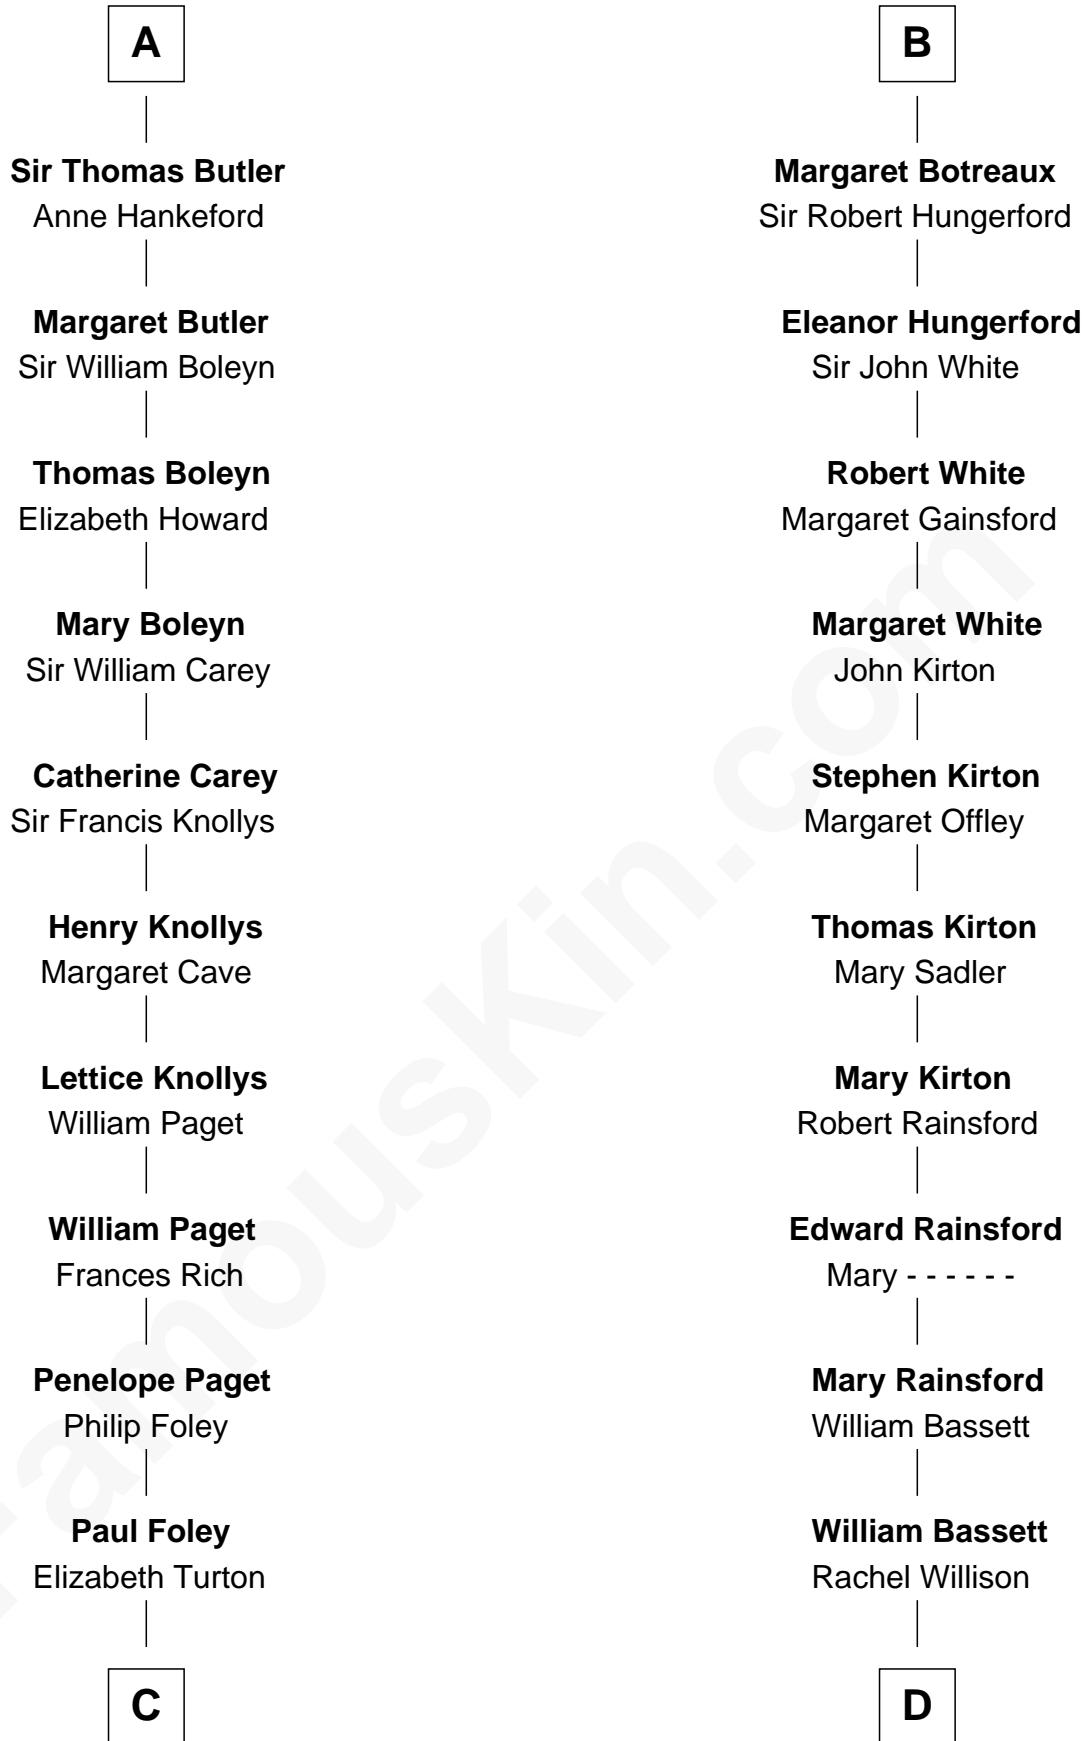 A
Sir Thomas Butler
Anne Hankeford
Margaret Butler
Sir William Boleyn
Thomas Boleyn
Elizabeth Howard
Mary Boleyn
Sir William Carey
Catherine Carey
Sir Francis Knollys
Henry Knollys
Margaret Cave
Lettice Knollys
William Paget
William Paget
Frances Rich
Penelope Paget
Philip Foley
Paul Foley
Elizabeth Turton
C
B
Margaret Botreaux
Sir Robert Hungerford
Eleanor Hungerford
Sir John White
Robert White
Margaret Gainsford
Margaret White
John Kirton
Stephen Kirton
Margaret Offley
Thomas Kirton
Mary Sadler
Mary Kirton
Robert Rainsford
Edward Rainsford
Mary - - - - - -
Mary Rainsford
William Bassett
William Bassett
Rachel Willison
D
FamousKin.com